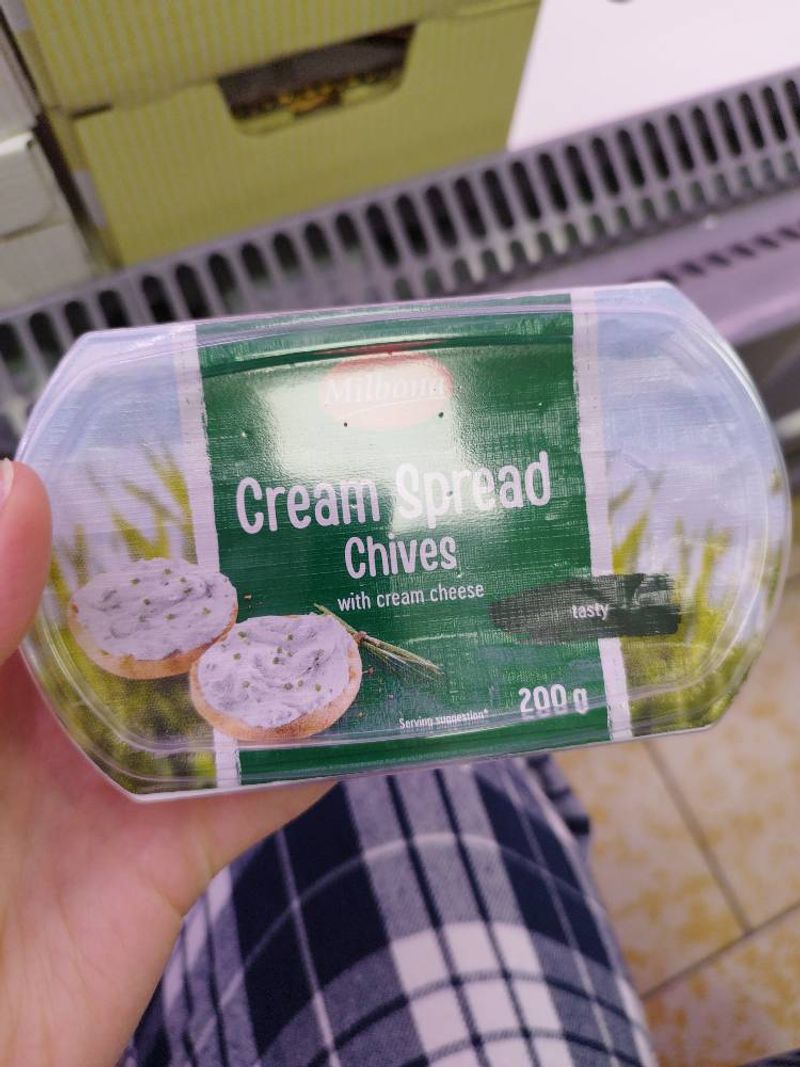 Milbona
Cream Spread
Chives
with cream cheese
tasty
Serving suggestion*
200 g